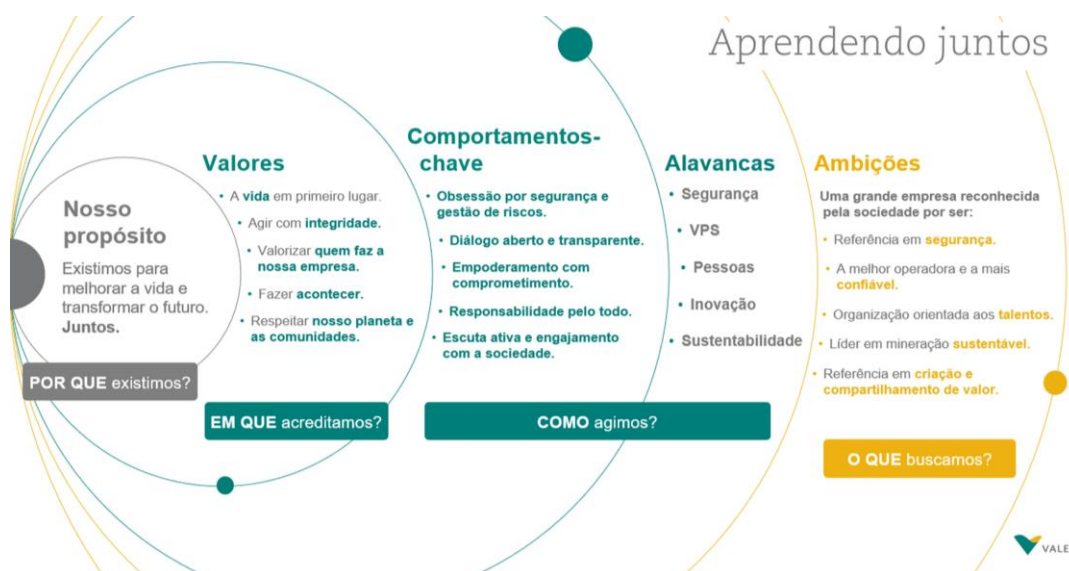 Aprendendo juntos
Nosso
propósito
Existimos para
melhorar a vida e
transformar o futuro.
Juntos.
POR QUE existimos?
Valores
• A vida em primeiro lugar.
• Agir com integridade.
• Valorizar quem faz a
nossa empresa.
• Fazer acontecer.
• Respeitar nosso planeta e
as comunidades.
EM QUE acreditamos?
Comportamentos-
chave
• Obsessão por segurança e
gestão de riscos.
• Diálogo aberto e transparente.
• Empoderamento com
comprometimento.
• Responsabilidade pelo todo.
• Escuta ativa e engajamento
com a sociedade.
Alavancas
• Segurança
• VPS
• Pessoas
• Inovação
• Sustentabilidade
COMO agimos?
Ambições
Uma grande empresa reconhecida
pela sociedade por ser:
• Referência em segurança.
• A melhor operadora e a mais
confiável.
• Organização orientada aos talentos.
• Líder em mineração sustentável.
• Referência em criação e
compartilhamento de valor.
O QUE buscamos?
VALE